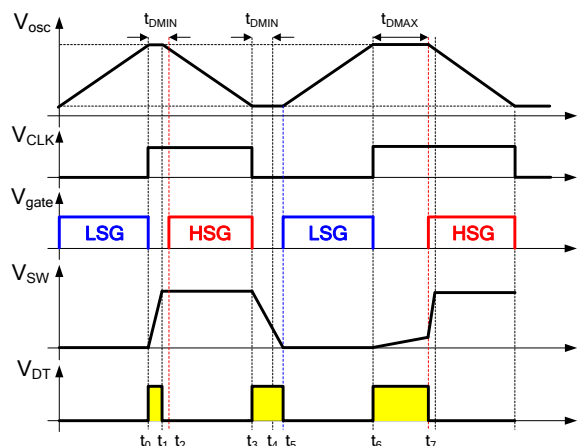 tDMIN tDMIN tDMAX
Vosc
VCLK
Vgate
LSG HSG LSG HSG
VSW
VDT
t0 t1 t2 t3 t4 t5 t6 t7